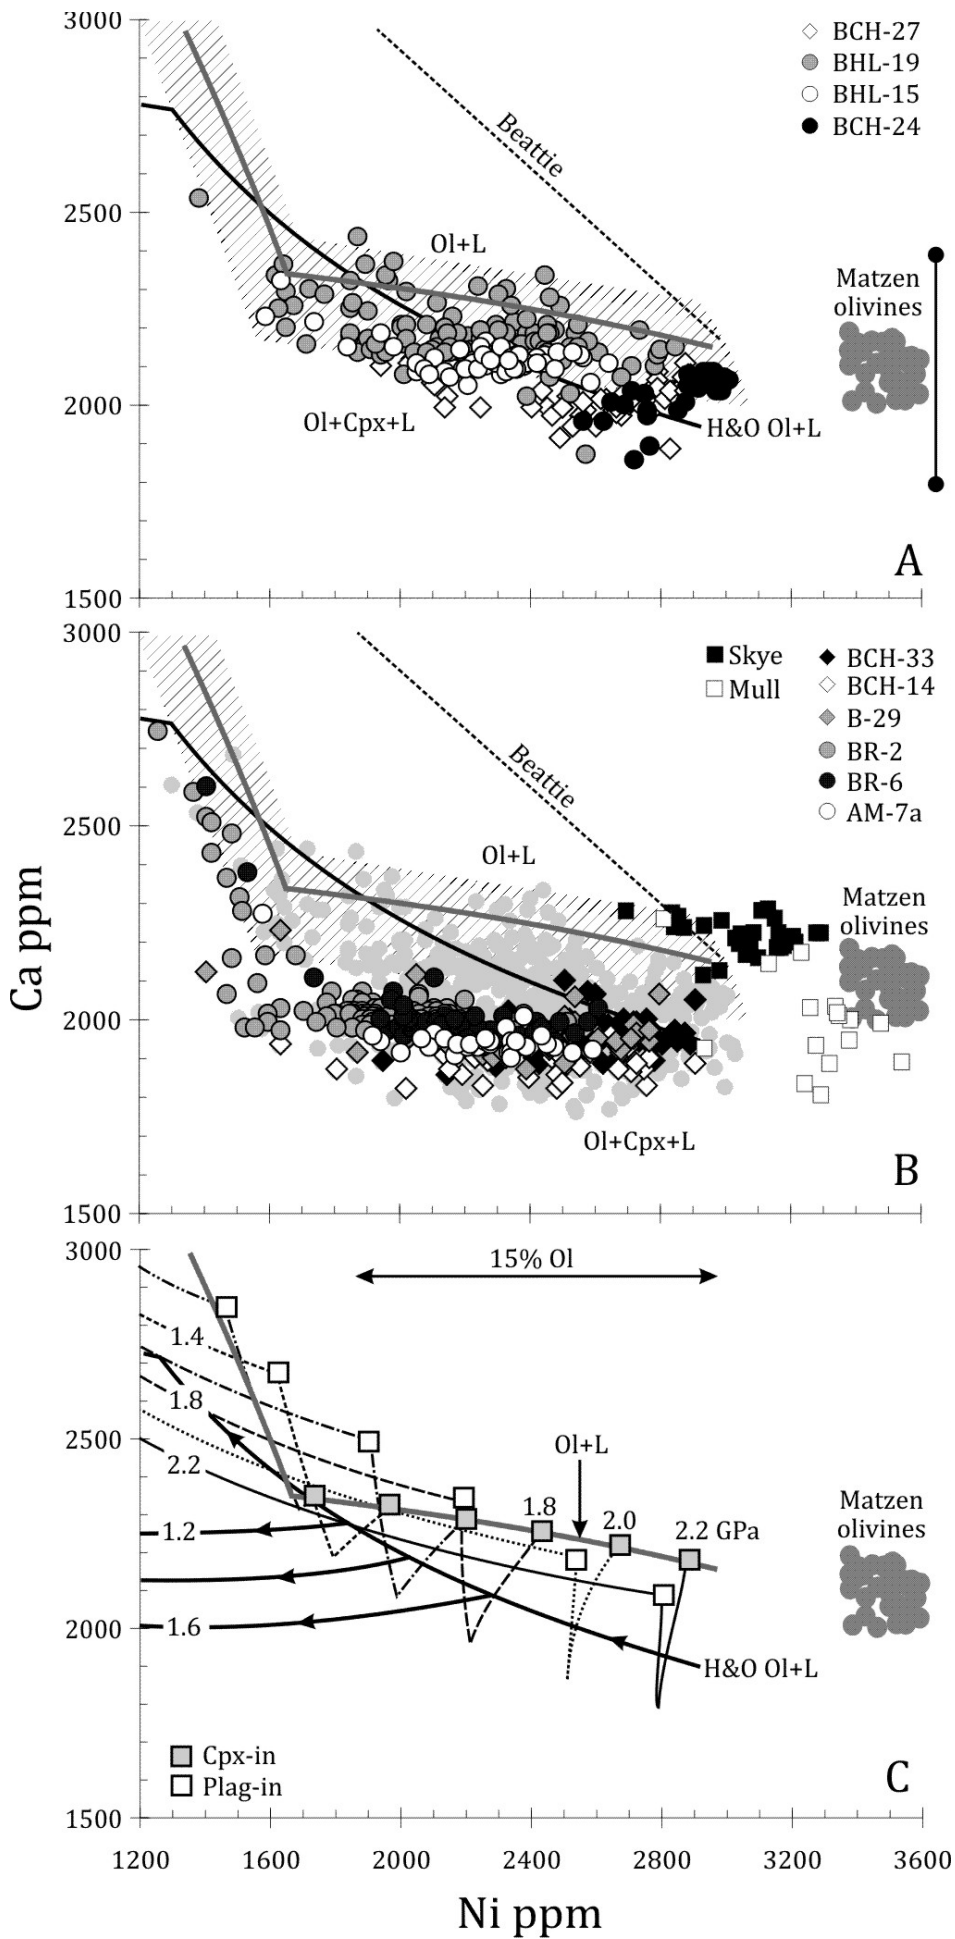 3000
2500
2000
1500
BCH-27
BHL-19
BHL-15
BCH-24
Beattie
Ol+L
Matzen
olivines
Ol+Cpx+L
H&O Ol+L
A
3000
2500
2000
1500
Skye
Mull
BCH-33
BCH-14
B-29
BR-2
BR-6
AM-7a
Beattie
Ol+L
Matzen
olivines
Ol+Cpx+L
B
Ca ppm
3000
2500
2000
1500
15% Ol
1.4
1.8
2.2
1.2
1.6
Ol+L
1.8
2.0
2.2 GPa
Matzen
olivines
H&O Ol+L
Cpx-in
Plag-in
C
1200 1600 2000 2400 2800 3200 3600
Ni ppm